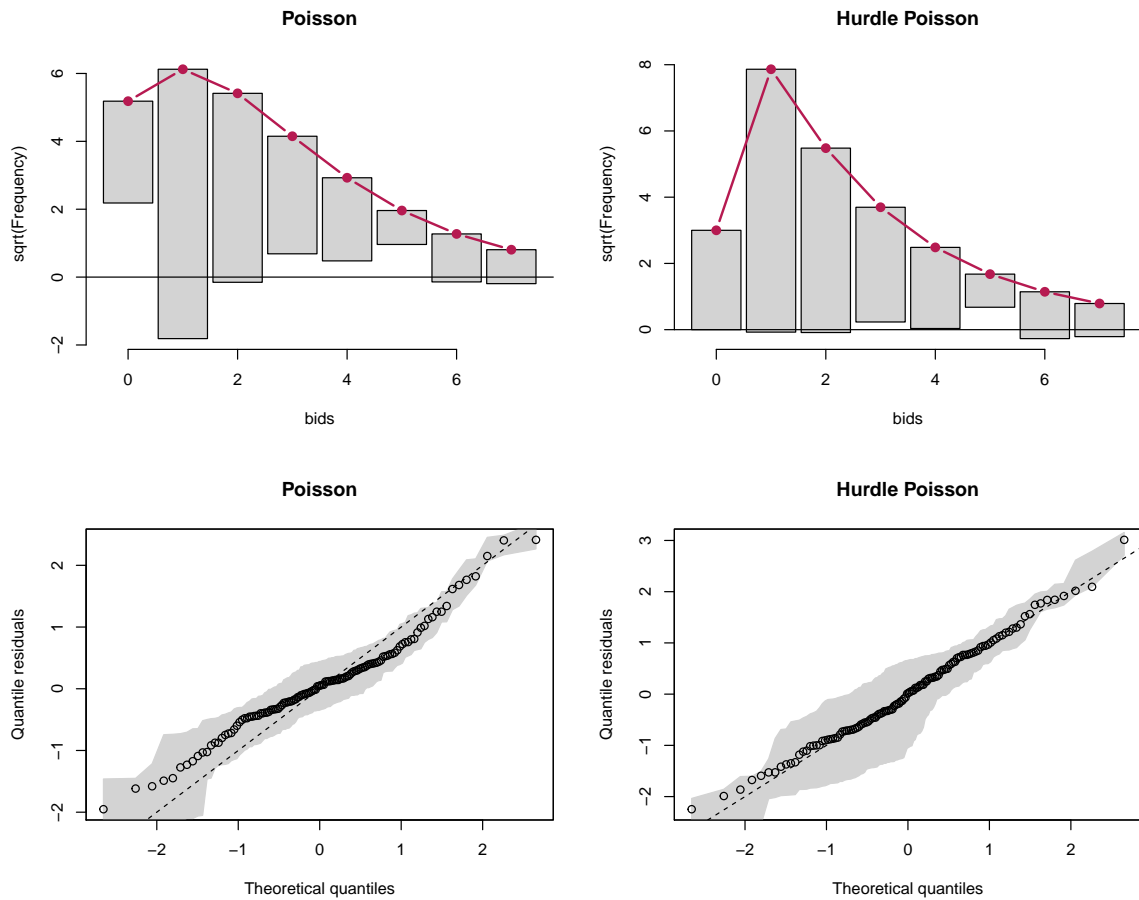 Poisson
sqrt(Frequency)
−2 0 2 4 6
0 2 4 6
bids
Hurdle Poisson
sqrt(Frequency)
0 2 4 6 8
0 2 4 6
bids
Poisson
Quantile residuals
−2 −1 0 1 2
−2 −1 0 1 2
Theoretical quantiles
Hurdle Poisson
Quantile residuals
−2 −1 0 1 2 3
−2 −1 0 1 2
Theoretical quantiles